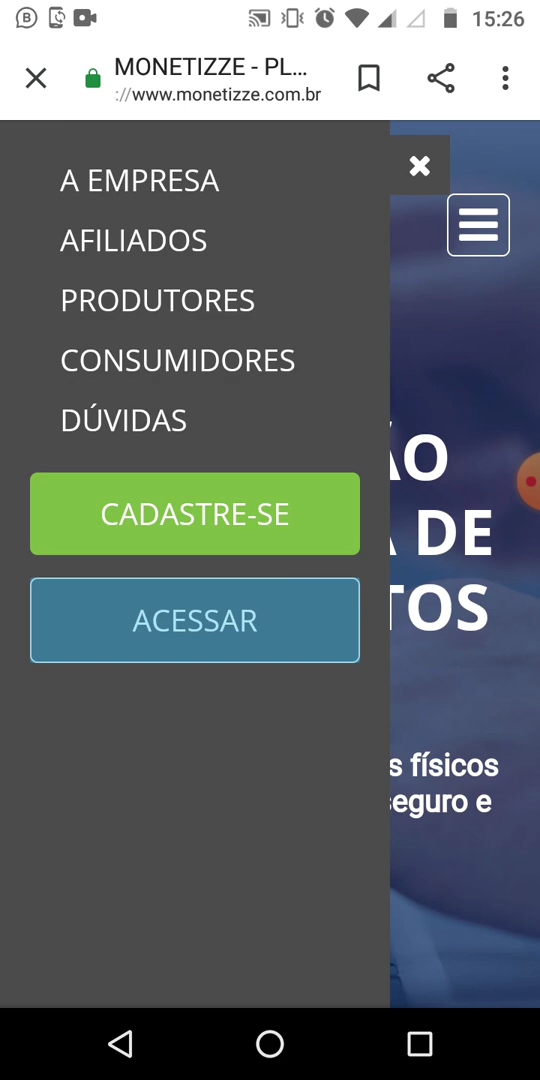 15:26
MONETIZZE - PL...
://www.monetizze.com.br
A EMPRESA
AFILIADOS
PRODUTORES
CONSUMIDORES
DÚVIDAS
CADASTRE-SE
ACESSAR
ÃO
DE
TOS
s físicos
seguro e